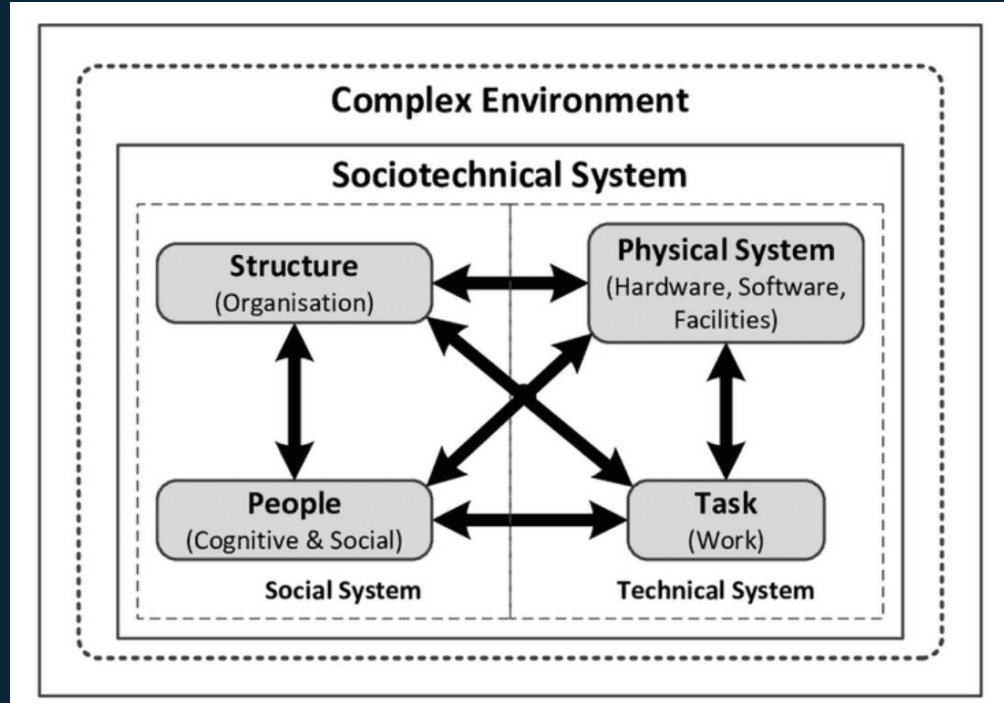 Complex Environment
Sociotechnical System
Structure
(Organisation)
Physical System
(Hardware, Software,
Facilities)
People
(Cognitive & Social)
Task
(Work)
Social System
Technical System